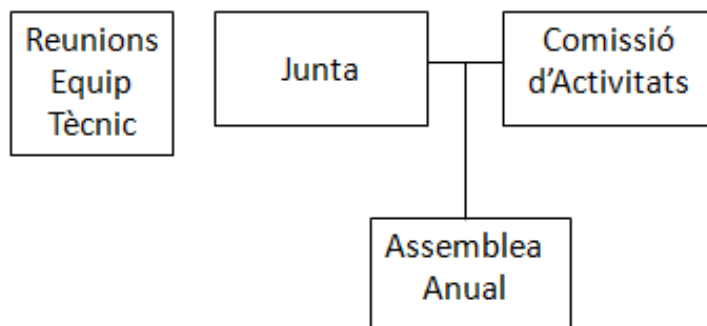 Reunions
Equip
Tècnic
Junta
Comissió
d’Activitats
Assemblea
Anual